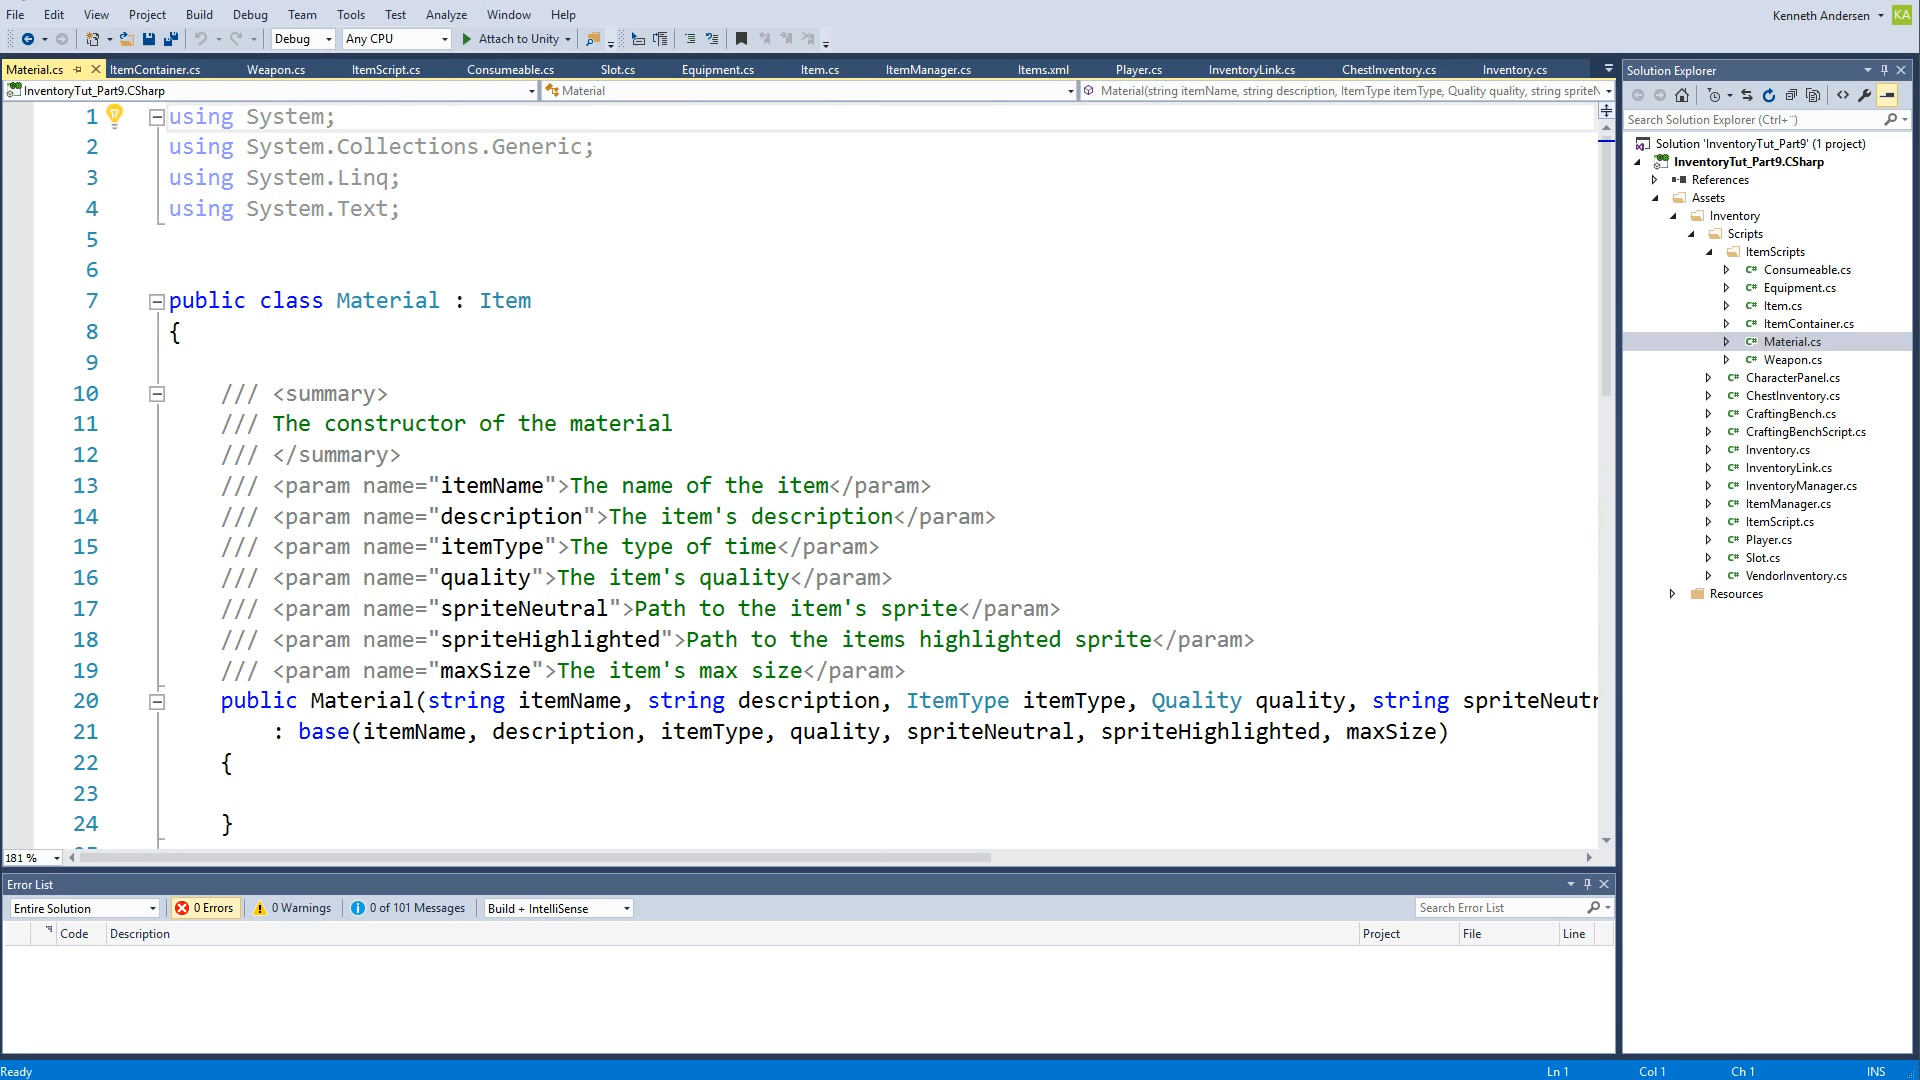 File Edit View Project Build Debug Team Tools Test Analyze Window Help
Kenneth Andersen KA
Debug Any CPU Attach to Unity
Material.cs ItemContainer.cs Weapon.cs ItemScript.cs Consumeable.cs Slot.cs Equipment.cs Item.cs ItemManager.cs Items.xml Player.cs InventoryLink.cs ChestInventory.cs Inventory.cs
InventoryTut_Part9.CSharp Material Material(string itemName, string description, ItemType itemType, Quality quality, string spriteN
1 using System;
2 using System.Collections.Generic;
3 using System.Linq;
4 using System.Text;
5
6
7 public class Material : Item
8 {
9
10 /// <summary>
11 /// The constructor of the material
12 /// </summary>
13 /// <param name="itemName">The name of the item</param>
14 /// <param name="description">The item's description</param>
15 /// <param name="itemType">The type of time</param>
16 /// <param name="quality">The item's quality</param>
17 /// <param name="spriteNeutral">Path to the item's sprite</param>
18 /// <param name="spriteHighlighted">Path to the items highlighted sprite</param>
19 /// <param name="maxSize">The item's max size</param>
20 public Material(string itemName, string description, ItemType itemType, Quality quality, string spriteNeutr
21 : base(itemName, description, itemType, quality, spriteNeutral, spriteHighlighted, maxSize)
22 {
23
24 }
181 %
Error List
Entire Solution 0 Errors 0 Warnings 0 of 101 Messages Build + IntelliSense Search Error List
Code Description Project File Line
Solution Explorer
Search Solution Explorer (Ctrl+¨)
Solution 'InventoryTut_Part9' (1 project)
InventoryTut_Part9.CSharp
References
Assets
Inventory
Scripts
ItemScripts
C# Consumeable.cs
C# Equipment.cs
C# Item.cs
C# ItemContainer.cs
C# Material.cs
C# Weapon.cs
C# CharacterPanel.cs
C# ChestInventory.cs
C# CraftingBench.cs
C# CraftingBenchScript.cs
C# Inventory.cs
C# InventoryLink.cs
C# InventoryManager.cs
C# ItemManager.cs
C# ItemScript.cs
C# Player.cs
C# Slot.cs
C# VendorInventory.cs
Resources
Ready Ln 1 Col 1 Ch 1 INS